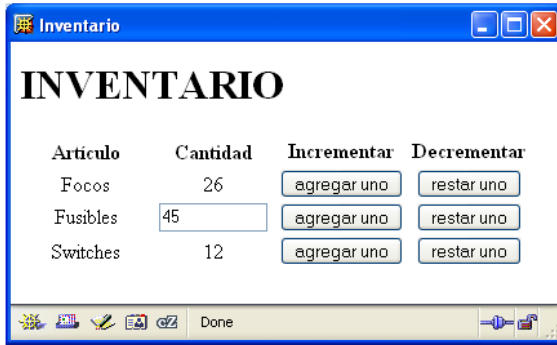 Inventario
INVENTARIO
Artículo Cantidad Incrementar Decrementar
Focos 26 agregar uno restar uno
Fusibles 45 agregar uno restar uno
Switches 12 agregar uno restar uno
Done